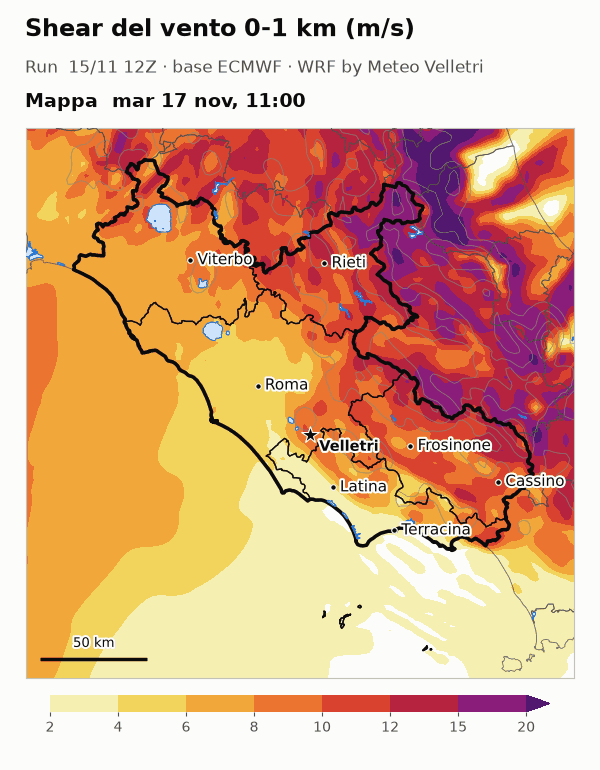 Shear del vento 0-1 km (m/s)
Run  15/11 12Z · base ECMWF · WRF by Meteo Velletri
Mappa  mar 17 nov, 11:00
Viterbo
Rieti
Roma
Velletri
Frosinone
Latina
Cassino
Terracina
50 km
2 4 6 8 10 12 15 20